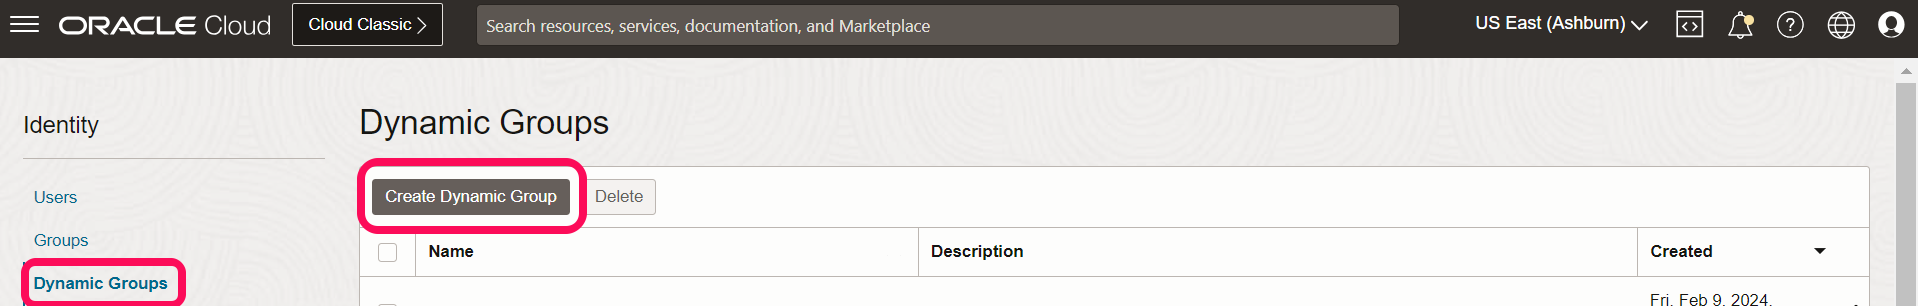 ORACLE Cloud
Cloud Classic
Search resources, services, documentation, and Marketplace
US East (Ashburn)
Identity
Users
Groups
Dynamic Groups
Dynamic Groups
Create Dynamic Group
Delete
Name
Description
Created
Fri, Feb 9, 2024,